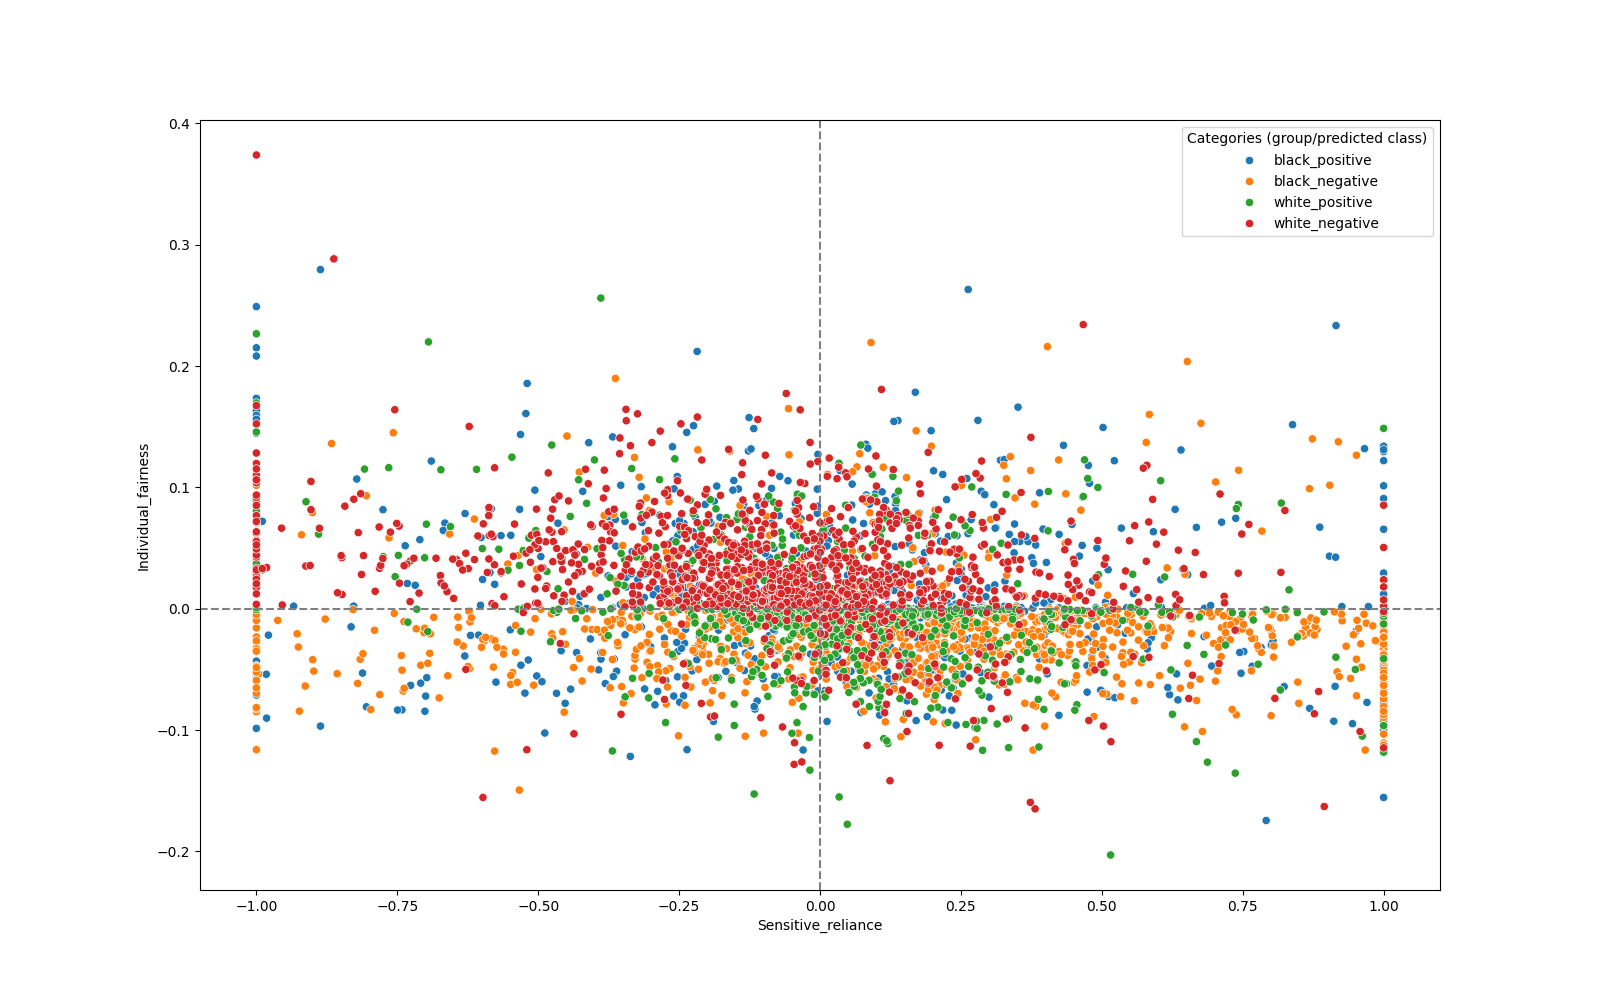 Categories (group/predicted class)
black_positive
black_negative
white_positive
white_negative
0.4
0.3
0.2
0.1
0.0
−0.1
−0.2
Individual_fairness
−1.00 −0.75 −0.50 −0.25 0.00 0.25 0.50 0.75 1.00
Sensitive_reliance